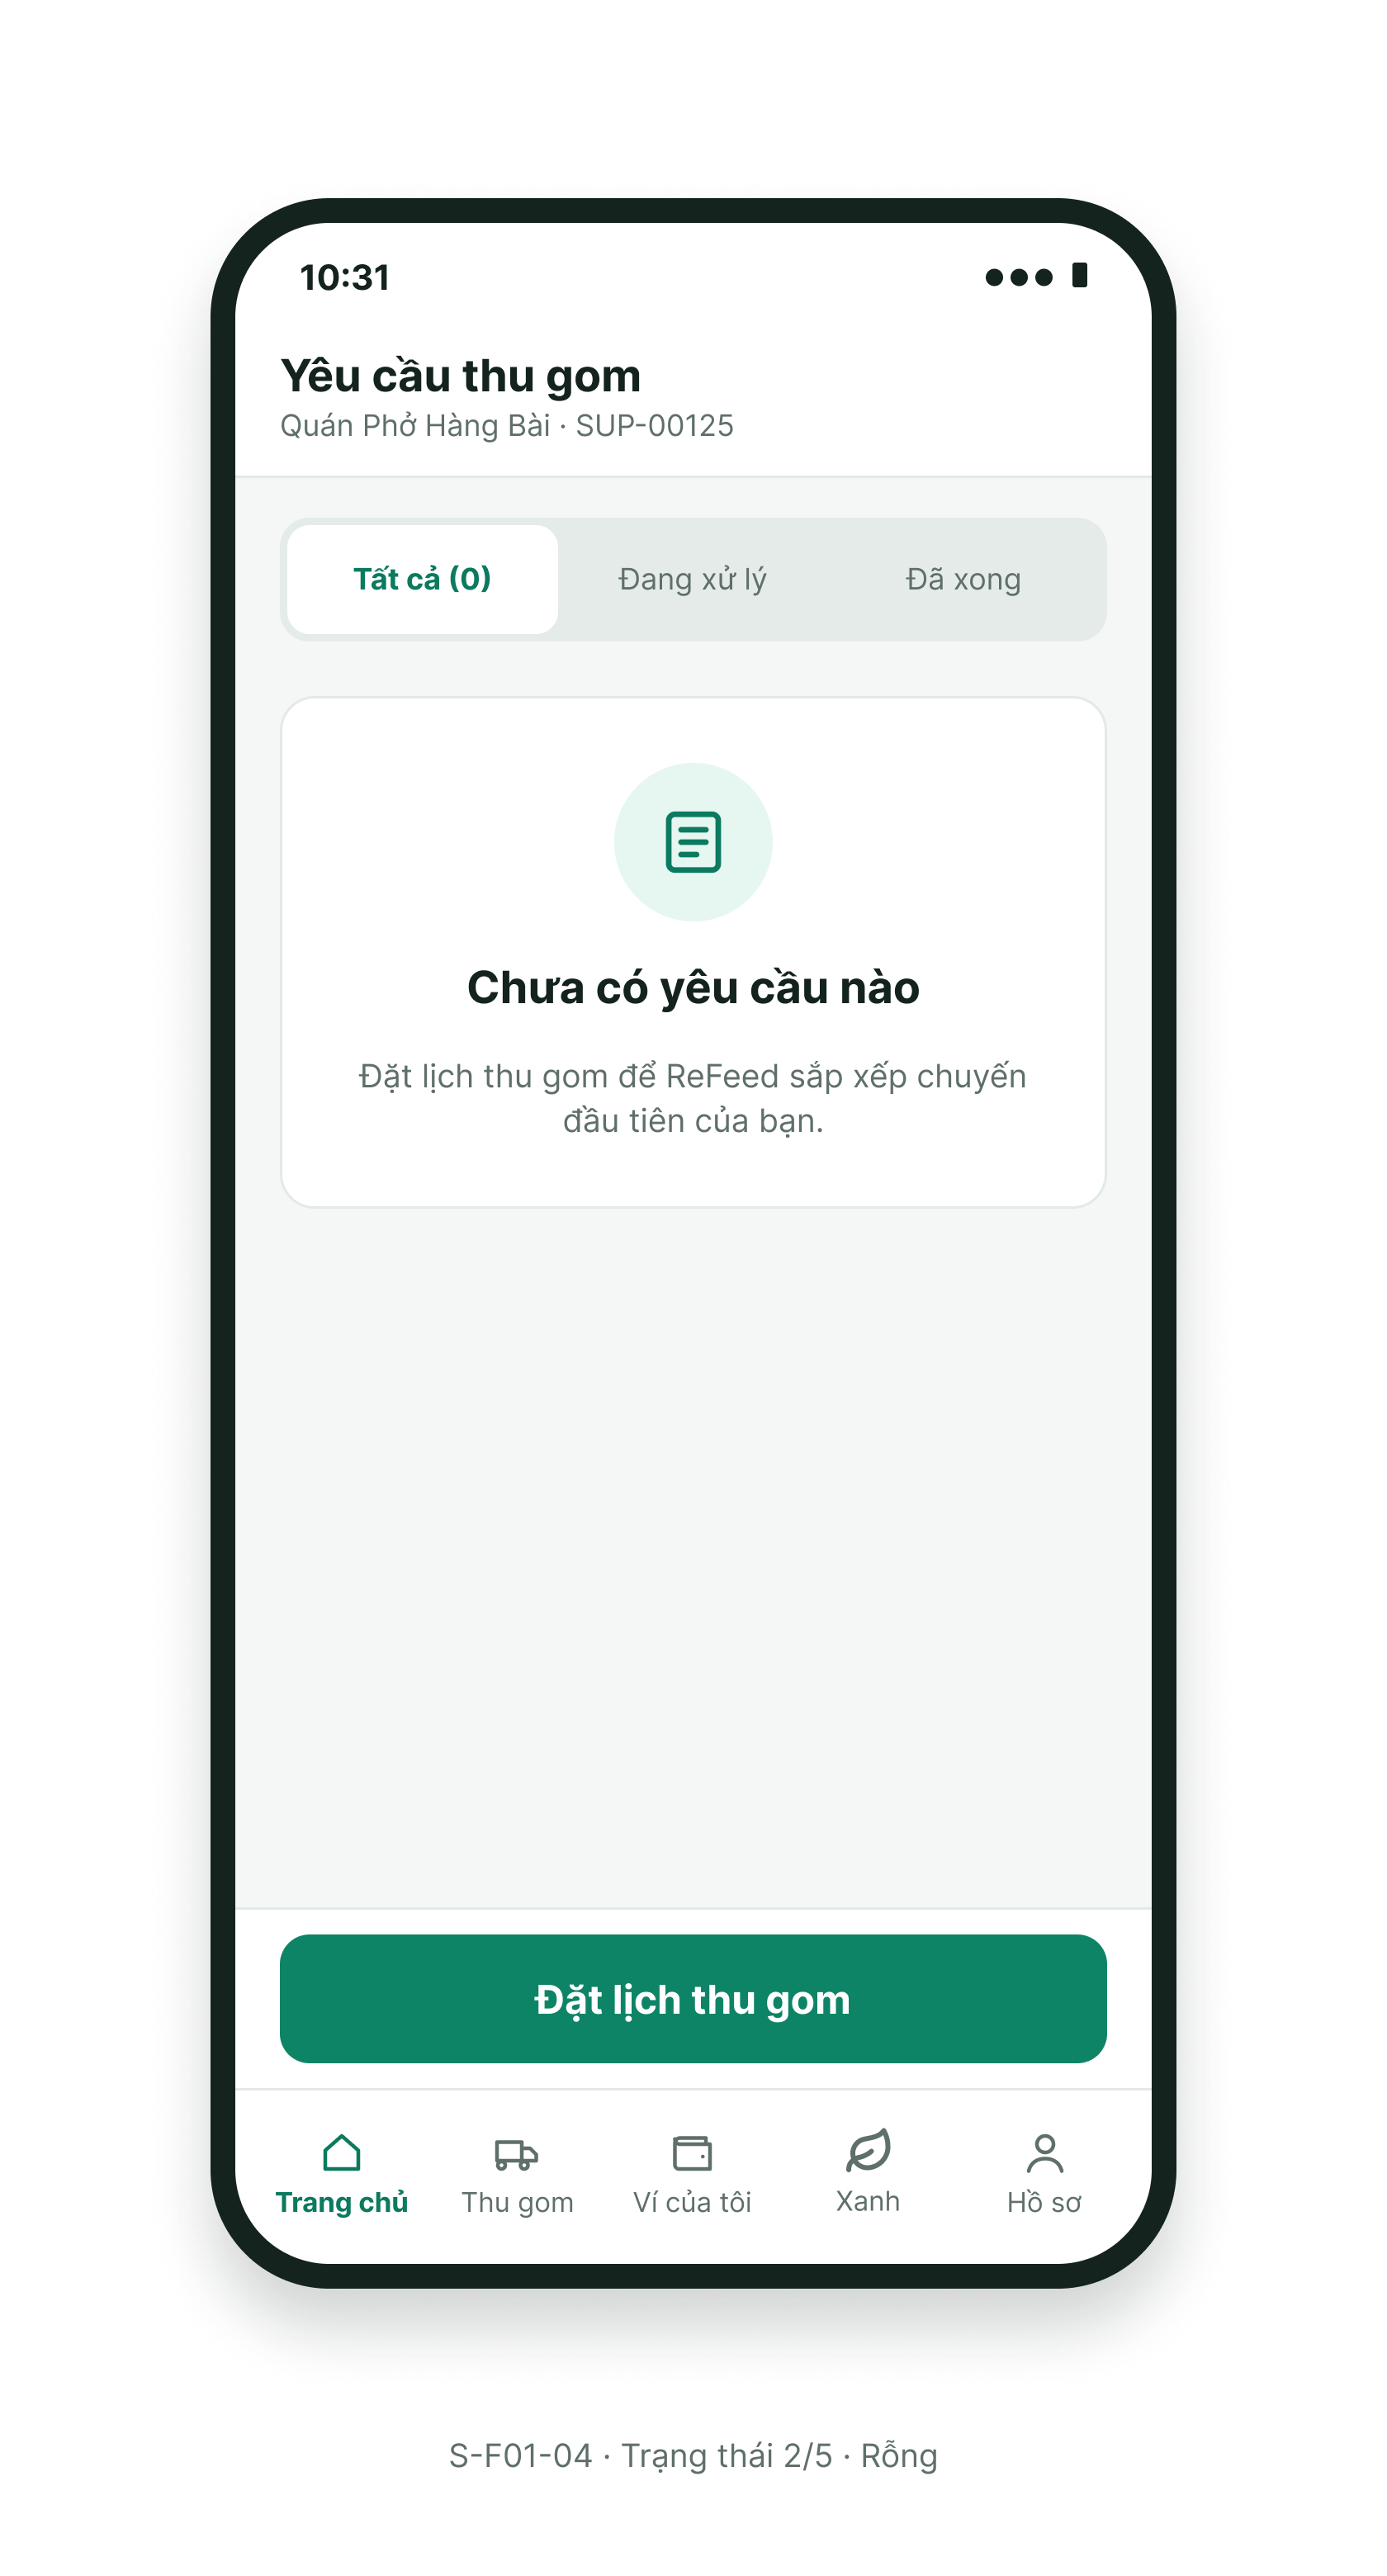 10:31
Yêu cầu thu gom
Quán Phở Hàng Bài · SUP-00125
Tất cả (0)
Đang xử lý
Đã xong
Chưa có yêu cầu nào
Đặt lịch thu gom để ReFeed sắp xếp chuyến
đầu tiên của bạn.
Đặt lịch thu gom
Trang chủ
Thu gom
Ví của tôi
Xanh
Hồ sơ
S-F01-04 · Trạng thái 2/5 · Rỗng